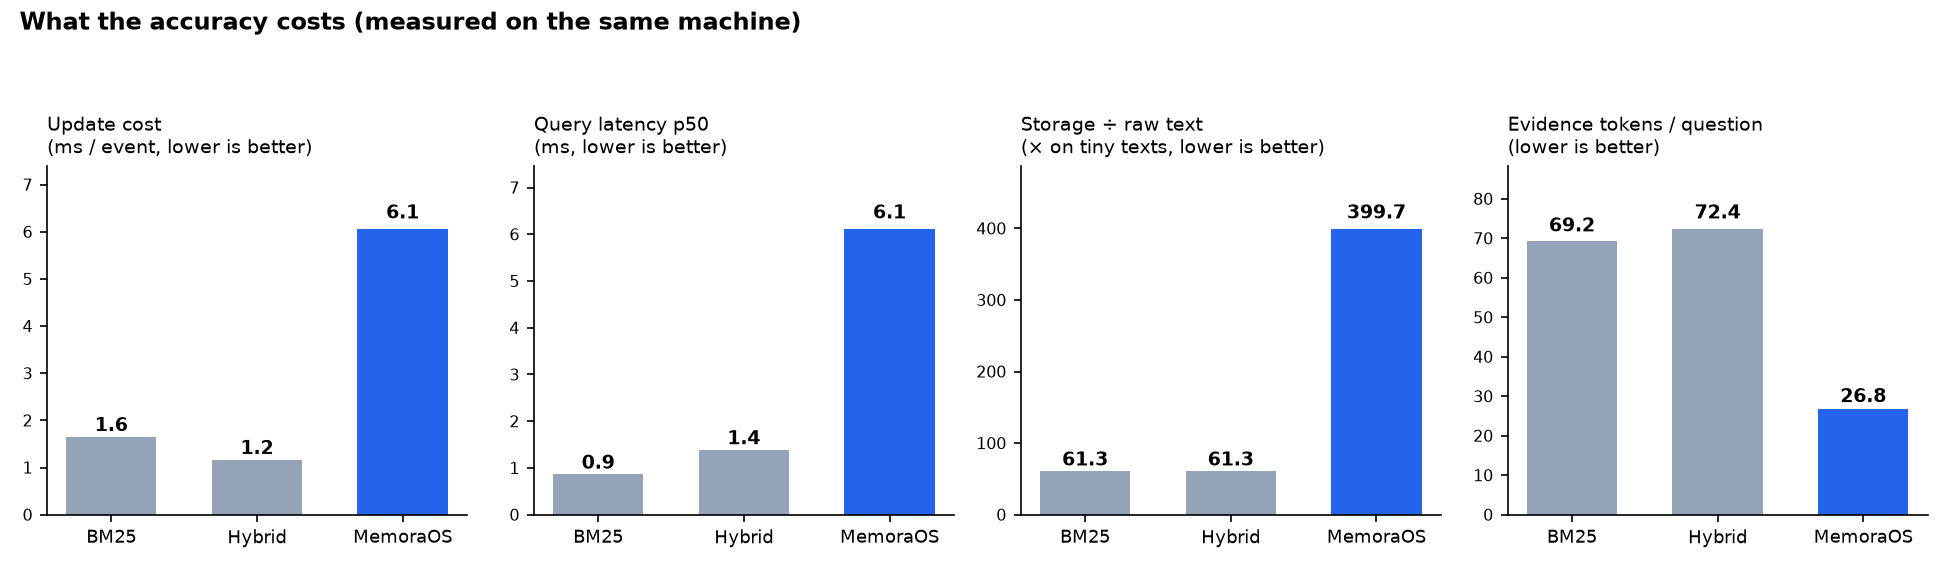 What the accuracy costs (measured on the same machine)
Update cost
(ms / event, lower is better)
7
6
5
4
3
2
1
0
1.6
1.2
6.1
BM25
Hybrid
MemoraOS
Query latency p50
(ms, lower is better)
7
6
5
4
3
2
1
0
0.9
1.4
6.1
BM25
Hybrid
MemoraOS
Storage ÷ raw text
(× on tiny texts, lower is better)
400
300
200
100
0
61.3
61.3
399.7
BM25
Hybrid
MemoraOS
Evidence tokens / question
(lower is better)
80
70
60
50
40
30
20
10
0
69.2
72.4
26.8
BM25
Hybrid
MemoraOS